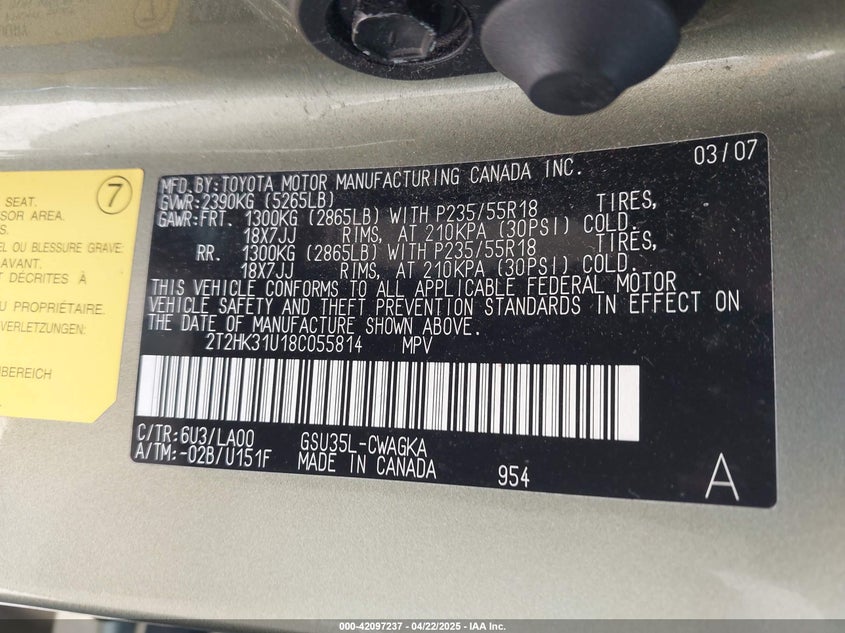 7
SEAT.
SOR AREA.
S.
EL OU BLESSURE GRAVE:
AVANT.
T DÉCRITES À
U PROPRIÉTAIRE.
VERLETZUNGEN:
BEREICH
MFD. BY: TOYOTA MOTOR MANUFACTURING CANADA INC. 03/07
GVWR: 2390KG (5265LB)
GAWR: FRT. 1300KG (2865LB) WITH P235/55R18 TIRES,
18X7JJ RIMS, AT 210KPA (30PSI) COLD.
RR. 1300KG (2865LB) WITH P235/55R18 TIRES,
18X7JJ RIMS, AT 210KPA (30PSI) COLD.
THIS VEHICLE CONFORMS TO ALL APPLICABLE FEDERAL MOTOR
VEHICLE SAFETY AND THEFT PREVENTION STANDARDS IN EFFECT ON
THE DATE OF MANUFACTURE SHOWN ABOVE.
2T2HK31U18C055814 MPV
C/TR: 6U3/LA00 GSU35L-CWAGKA
A/TM: -02B/U151F MADE IN CANADA 954 A
000-42097237 - 04/22/2025 - IAA Inc.